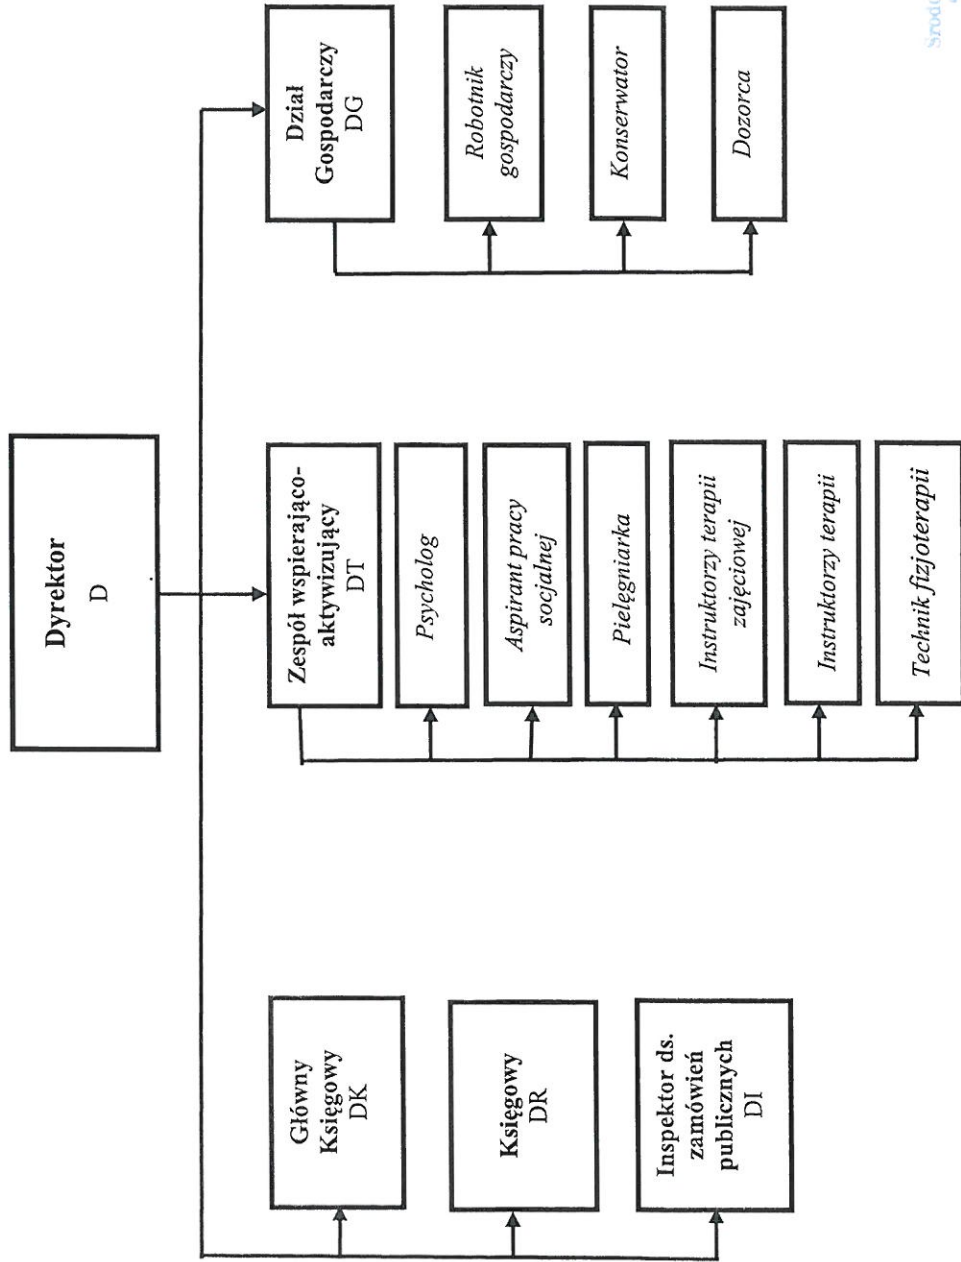 Dyrektor
D
Główny
Księgowy
DK
Księgowy
DR
Inspektor ds.
zamówień
publicznych
DI
Zespół wspierająco-
aktywizujący
DT
Psycholog
Aspirant pracy
socjalnej
Pielęgniarka
Instruktorzy terapii
zajęciowej
Instruktorzy terapii
Technik fizjoterapii
Dział
Gospodarczy
DG
Robotnik
gospodarczy
Konserwator
Dozorca